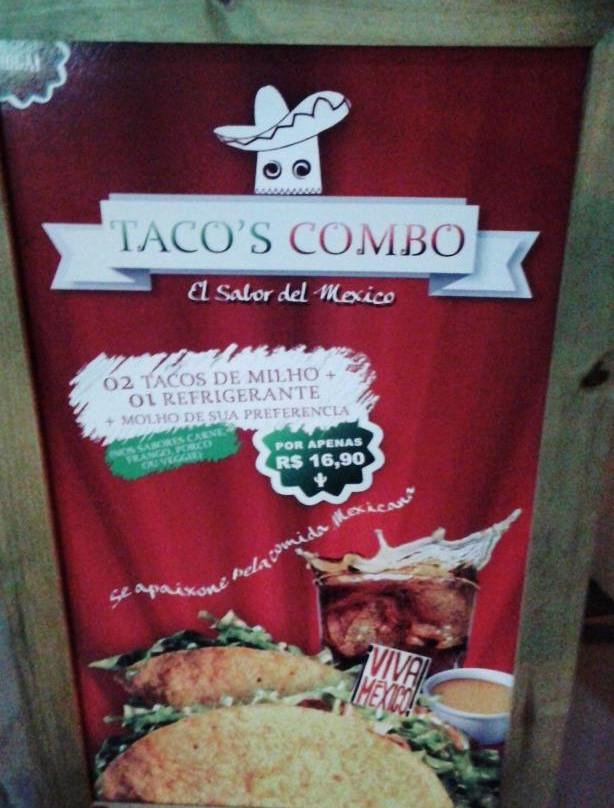 TACO'S COMBO
El Sabor del Mexico
02 TACOS DE MILHO +
01 REFRIGERANTE
+ MOLHO DE SUA PREFERENCIA
(NOS SABORES CARNE,
FRANGO, PORCO
OU VEGGIE)
POR APENAS
R$ 16,90
Se apaixone pela comida Mexicana
VIVA
MÉXICO!